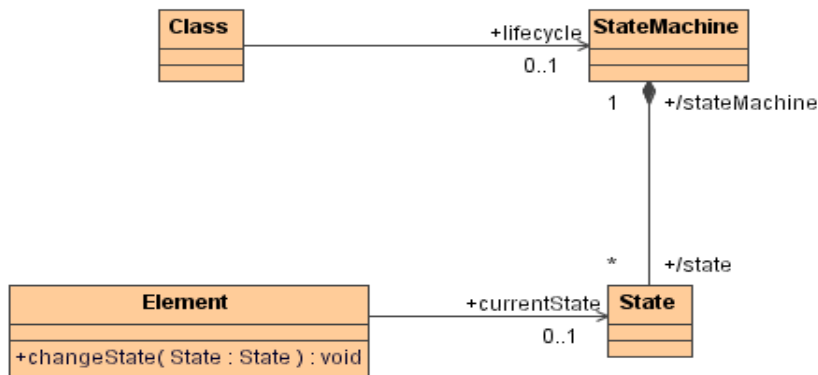 Class
+lifecycle
0..1
StateMachine
1
+/stateMachine
*
+/state
Element
+changeState( State : State ) : void
+currentState
0..1
State